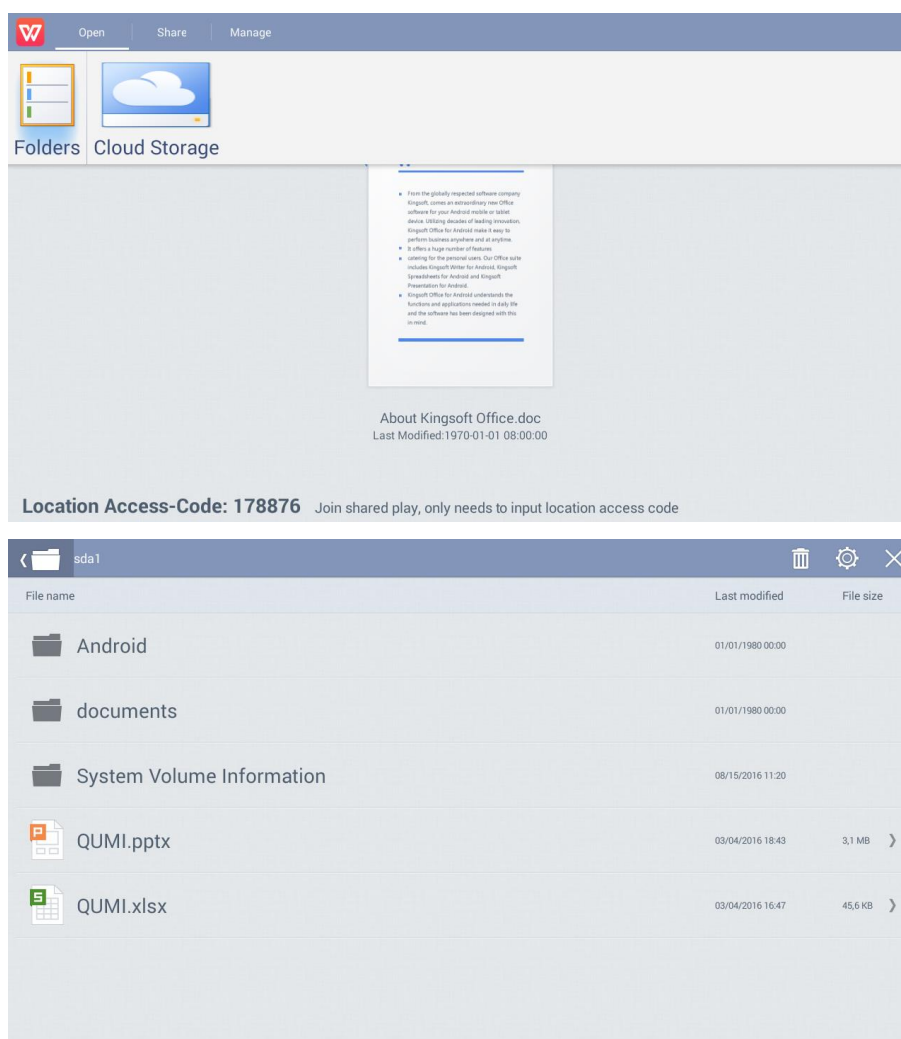 Open Share Manage
Folders Cloud Storage
From the globally respected software company
Kingsoft, comes an extraordinary new Office
software for your Android mobile or tablet
device. Utilizing decades of leading innovation,
Kingsoft Office for Android make it easy to
perform business anywhere and at anytime.
It offers a huge number of features
catering for the personal users. Our Office suite
includes Kingsoft Writer for Android, Kingsoft
Spreadsheets for Android and Kingsoft
Presentation for Android.
Kingsoft Office for Android understands the
functions and applications needed in daily life
and the software has been designed with this
in-mind.
About Kingsoft Office.doc
Last Modified:1970-01-01 08:00:00
Location Access-Code: 178876 Join shared play, only needs to input location access code
sda1
File name Last modified File size
Android 01/01/1980 00:00
documents 01/01/1980 00:00
System Volume Information 08/15/2016 11:20
P QUMI.pptx 03/04/2016 18:43 3,1 MB
S QUMI.xlsx 03/04/2016 16:47 45,6 KB